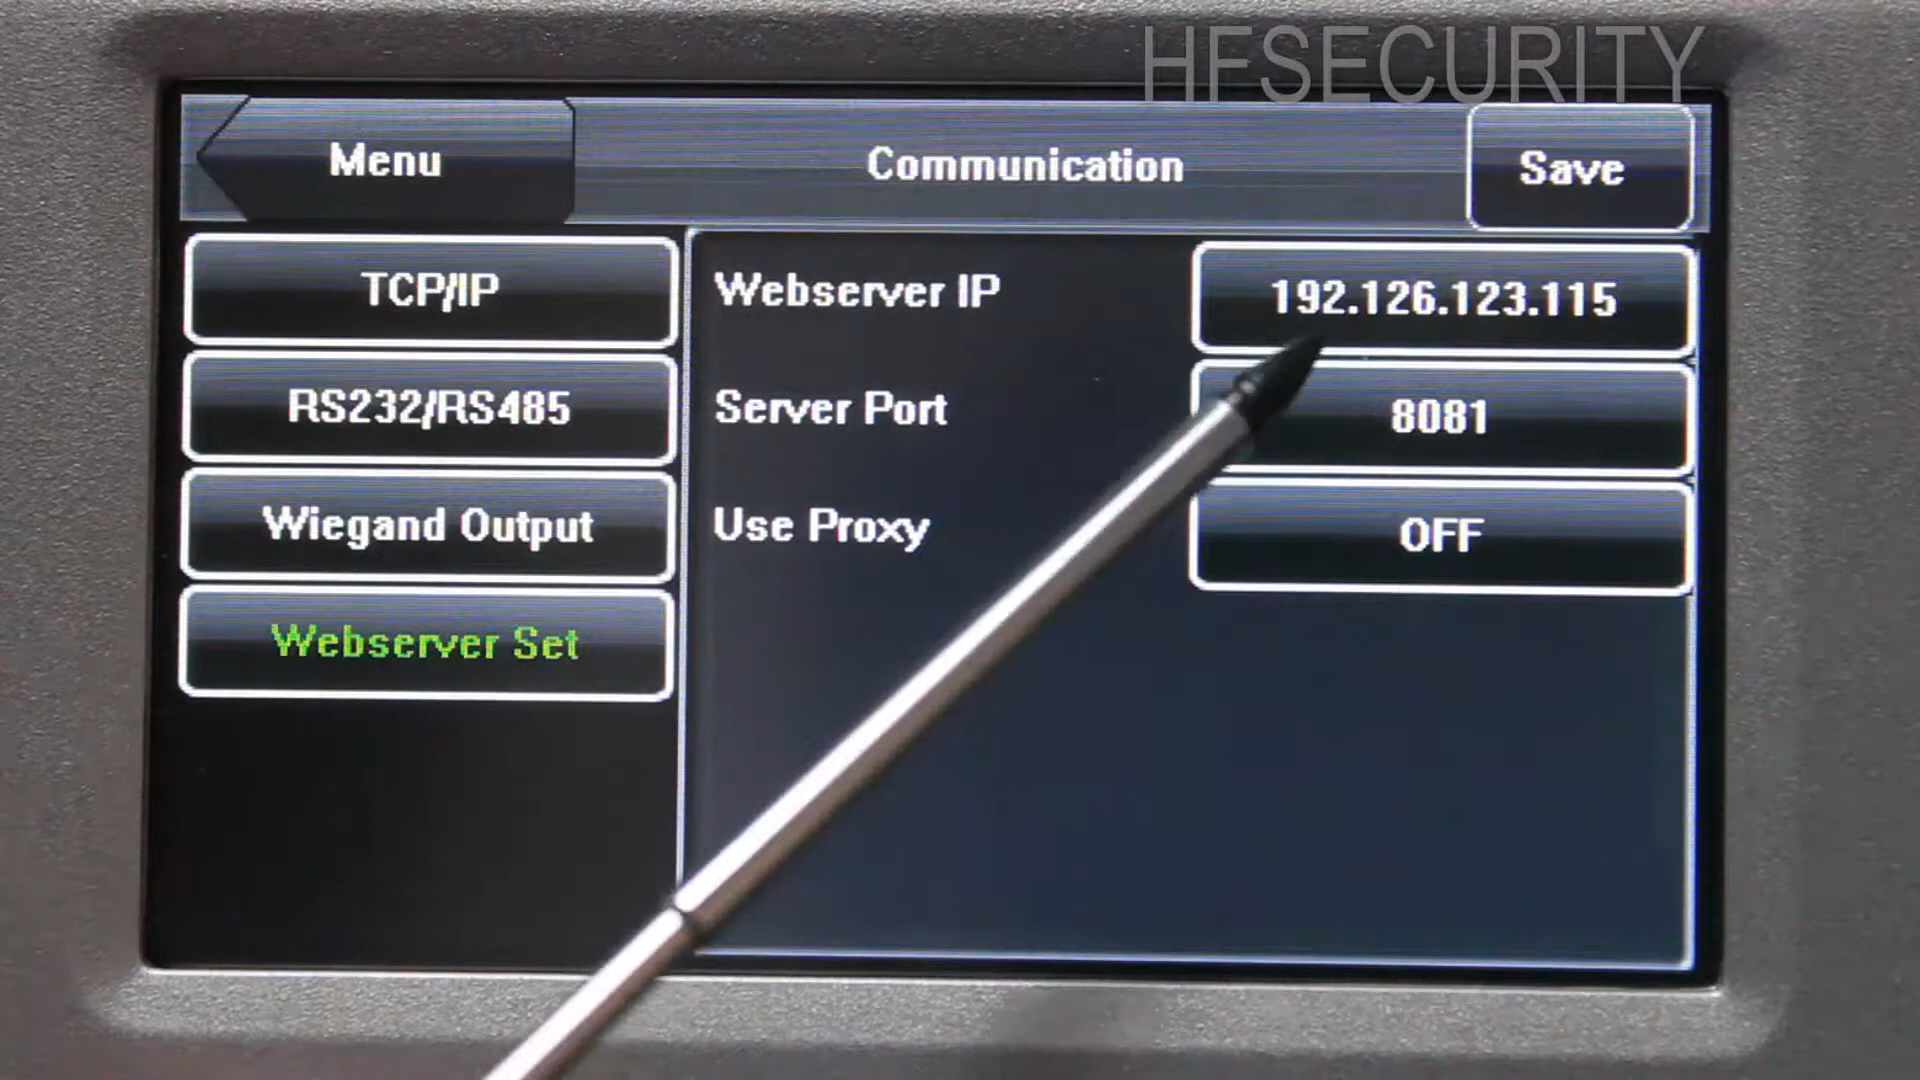 HFSECURITY
Menu
Communication
Save
TCP/IP
Webserver IP
192.126.123.115
RS232/RS485
Server Port
8081
Wiegand Output
Use Proxy
OFF
Webserver Set